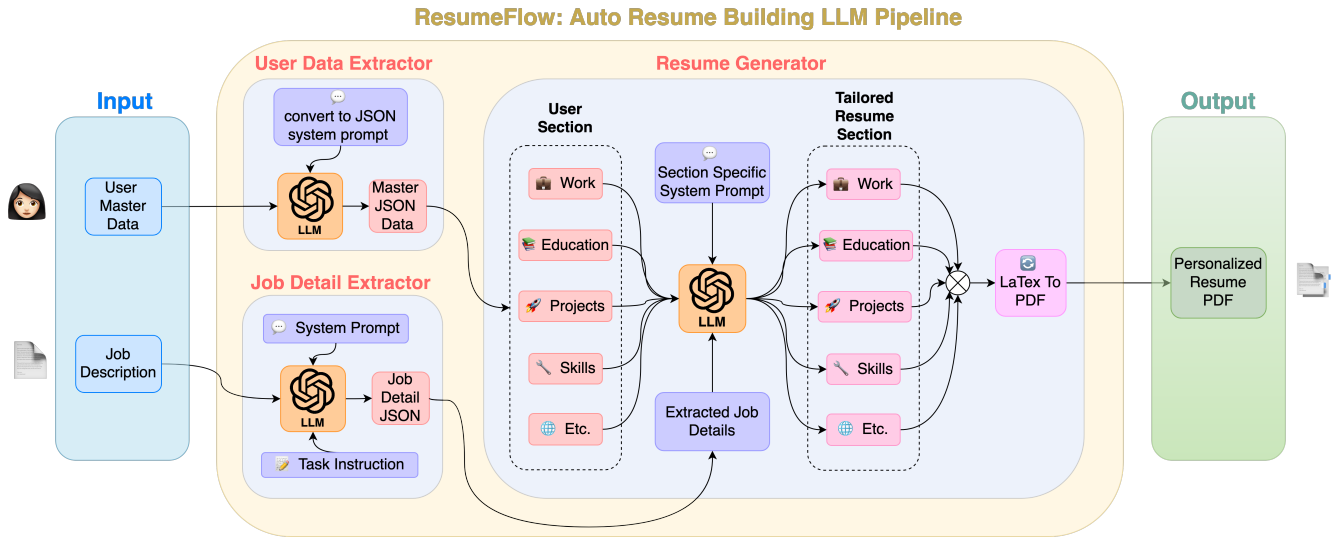 ResumeFlow: Auto Resume Building LLM Pipeline
Input
User
Master
Data
Job
Description
User Data Extractor
convert to JSON
system prompt
LLM
Master
JSON
Data
Job Detail Extractor
System Prompt
LLM
Job
Detail
JSON
Task Instruction
Resume Generator
User
Section
Work
Education
Projects
Skills
Etc.
Section Specific
System Prompt
LLM
Extracted Job
Details
Tailored
Resume
Section
Work
Education
Projects
Skills
Etc.
LaTex To
PDF
Output
Personalized
Resume
PDF